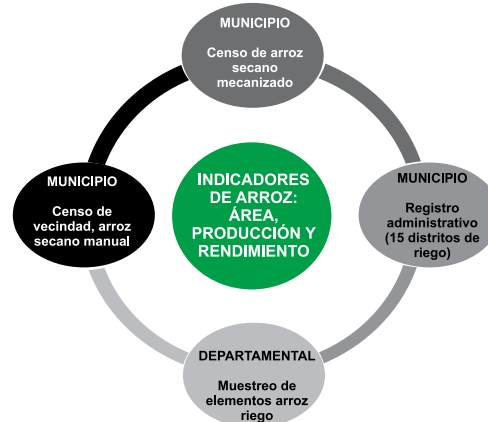 MUNICIPIO
Censo de arroz
secano
mecanizado
MUNICIPIO
Censo de
vecindad, arroz
secano manual
INDICADORES
DE ARROZ:
ÁREA,
PRODUCCIÓN Y
RENDIMIENTO
MUNICIPIO
Registro
administrativo
(15 distritos de
riego)
DEPARTAMENTAL
Muestreo de
elementos arroz
riego